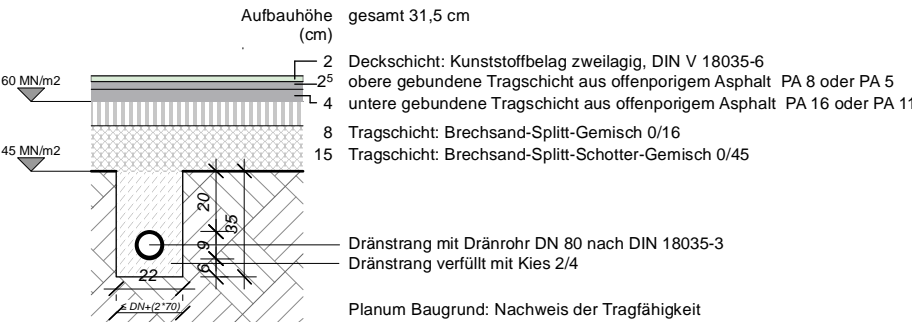 Aufbauhöhe gesamt 31,5 cm
(cm)
2 Deckschicht: Kunststoffbelag zweilagig, DIN V 18035-6
60 MN/m2
2⁵ obere gebundene Tragschicht aus offenporigem Asphalt PA 8 oder PA 5
4 untere gebundene Tragschicht aus offenporigem Asphalt PA 16 oder PA 11
8 Tragschicht: Brechsand-Splitt-Gemisch 0/16
45 MN/m2
15 Tragschicht: Brechsand-Splitt-Schotter-Gemisch 0/45
20
35
9
6
Dränstrang mit Dränrohr DN 80 nach DIN 18035-3
Dränstrang verfüllt mit Kies 2/4
22
≤ DN+(2*70)
Planum Baugrund: Nachweis der Tragfähigkeit